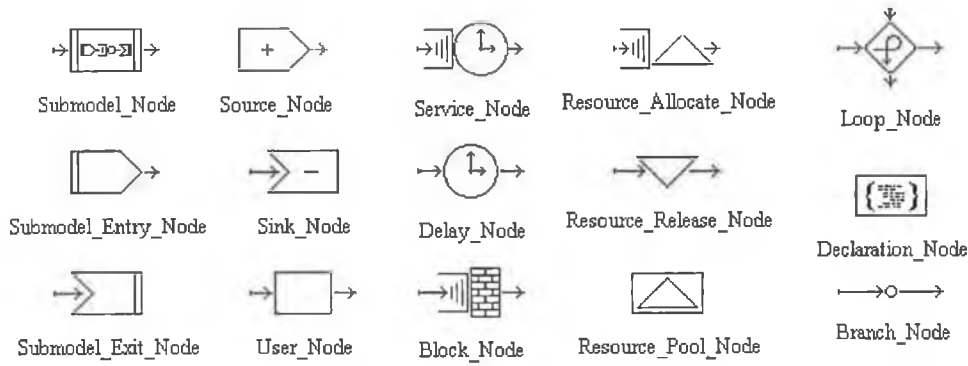 Submodel_Node
Source_Node
Service_Node
Resource_Allocate_Node
Loop_Node
Submodel_Entry_Node
Sink_Node
Delay_Node
Resource_Release_Node
Declaration_Node
Submodel_Exit_Node
User_Node
Block_Node
Resource_Pool_Node
Branch_Node